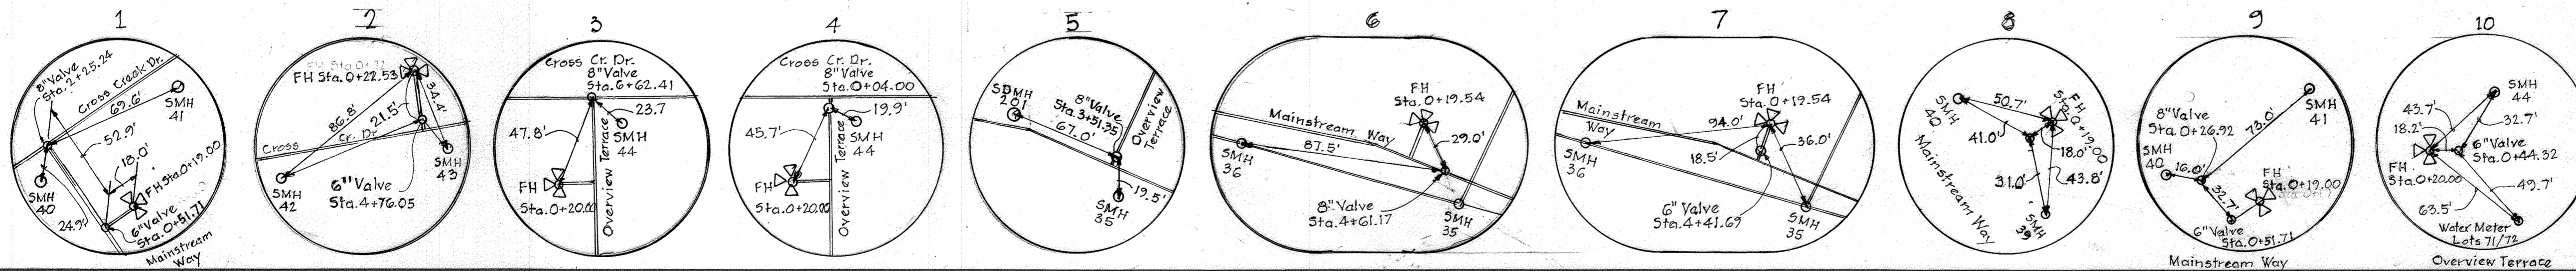 1
8" Valve
Sta. 2+25.24
Cross Creek Dr.
69.6'
SMH
41
52.9'
18.0'
FH Sta. 0+19.00
SMH
40
24.9'
6" Valve
Sta. 0+51.71
Mainstream
Way
2
FH Sta. 0+22.53
86.8'
21.5'
34.4'
Cross Cr. Dr
SMH
42
6" Valve
Sta. 4+76.05
SMH
43
3
Cross Cr. Dr.
8" Valve
Sta. 6+62.41
23.7
47.8'
SMH
44
FH
Sta. 0+20.00
Overview Terrace
4
Cross Cr. Dr.
8" Valve
Sta. 0+04.00
19.9'
45.7'
SMH
44
FH
Sta. 0+20.00
Overview Terrace
5
SDMH
201
8" Valve
Sta. 3+51.35
67.0'
Overview
Terrace
19.5'
SMH
35
6
FH
Sta. 0+19.54
Mainstream Way
29.0'
87.5'
SMH
36
8" Valve
Sta. 4+61.17
SMH
35
7
FH
Sta. 0+19.54
Mainstream
Way
94.0'
36.0'
18.5'
SMH
36
6" Valve
Sta. 4+41.69
SMH
35
8
50.7'
SMH
40
FH
Sta. 0+19.00
41.0'
18.0'
31.0'
43.8'
SMH
39
Mainstream Way
9
SMH
41
8" Valve
Sta. 0+26.92
73.0'
SMH
40
16.0'
32.7'
FH
Sta. 0+19.00
6" Valve
Sta. 0+51.71
Mainstream Way
10
SMH
44
43.7'
32.7'
18.2'
6" Valve
Sta. 0+44.32
FH
Sta. 0+20.00
49.7'
63.5'
Water Meter
Lots 71/72
Overview Terrace